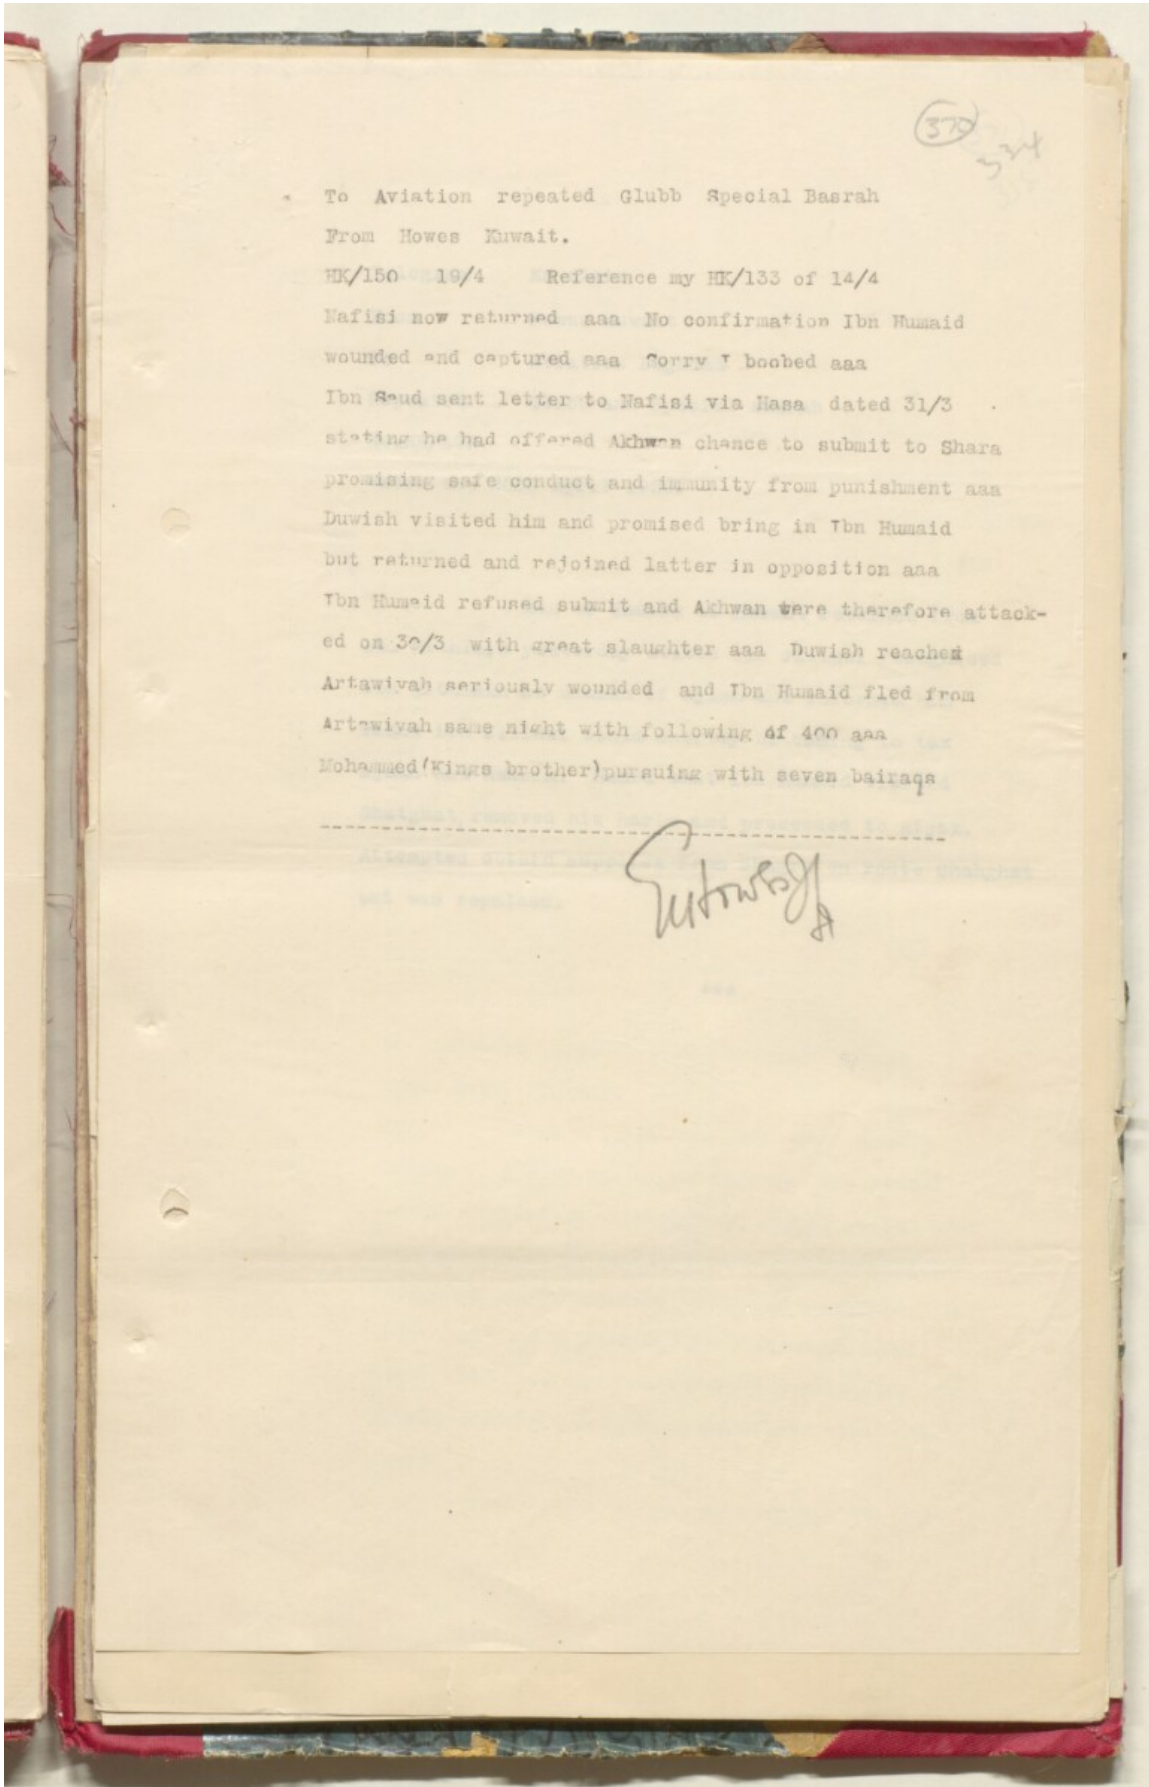 370
334
To Aviation repeated Glubb Special Basrah
From Howes Kuwait.
HK/150 19/4 Reference my HK/133 of 14/4
Nafisi now returned aaa No confirmation Ibn Humaid
wounded and captured aaa Sorry I boobed aaa
Ibn Saud sent letter to Nafisi via Hasa dated 31/3
stating he had offered Akhwan chance to submit to Shara
promising safe conduct and immunity from punishment aaa
Duwish visited him and promised bring in Ibn Humaid
but returned and rejoined latter in opposition aaa
Ibn Humaid refused submit and Akhwan were therefore attack-
ed on 30/3 with great slaughter aaa Duwish reached
Artawiyah seriously wounded and Ibn Humaid fled from
Artawiyah same night with following of 400 aaa
Mohammed(Kings brother)pursuing with seven bairaqs